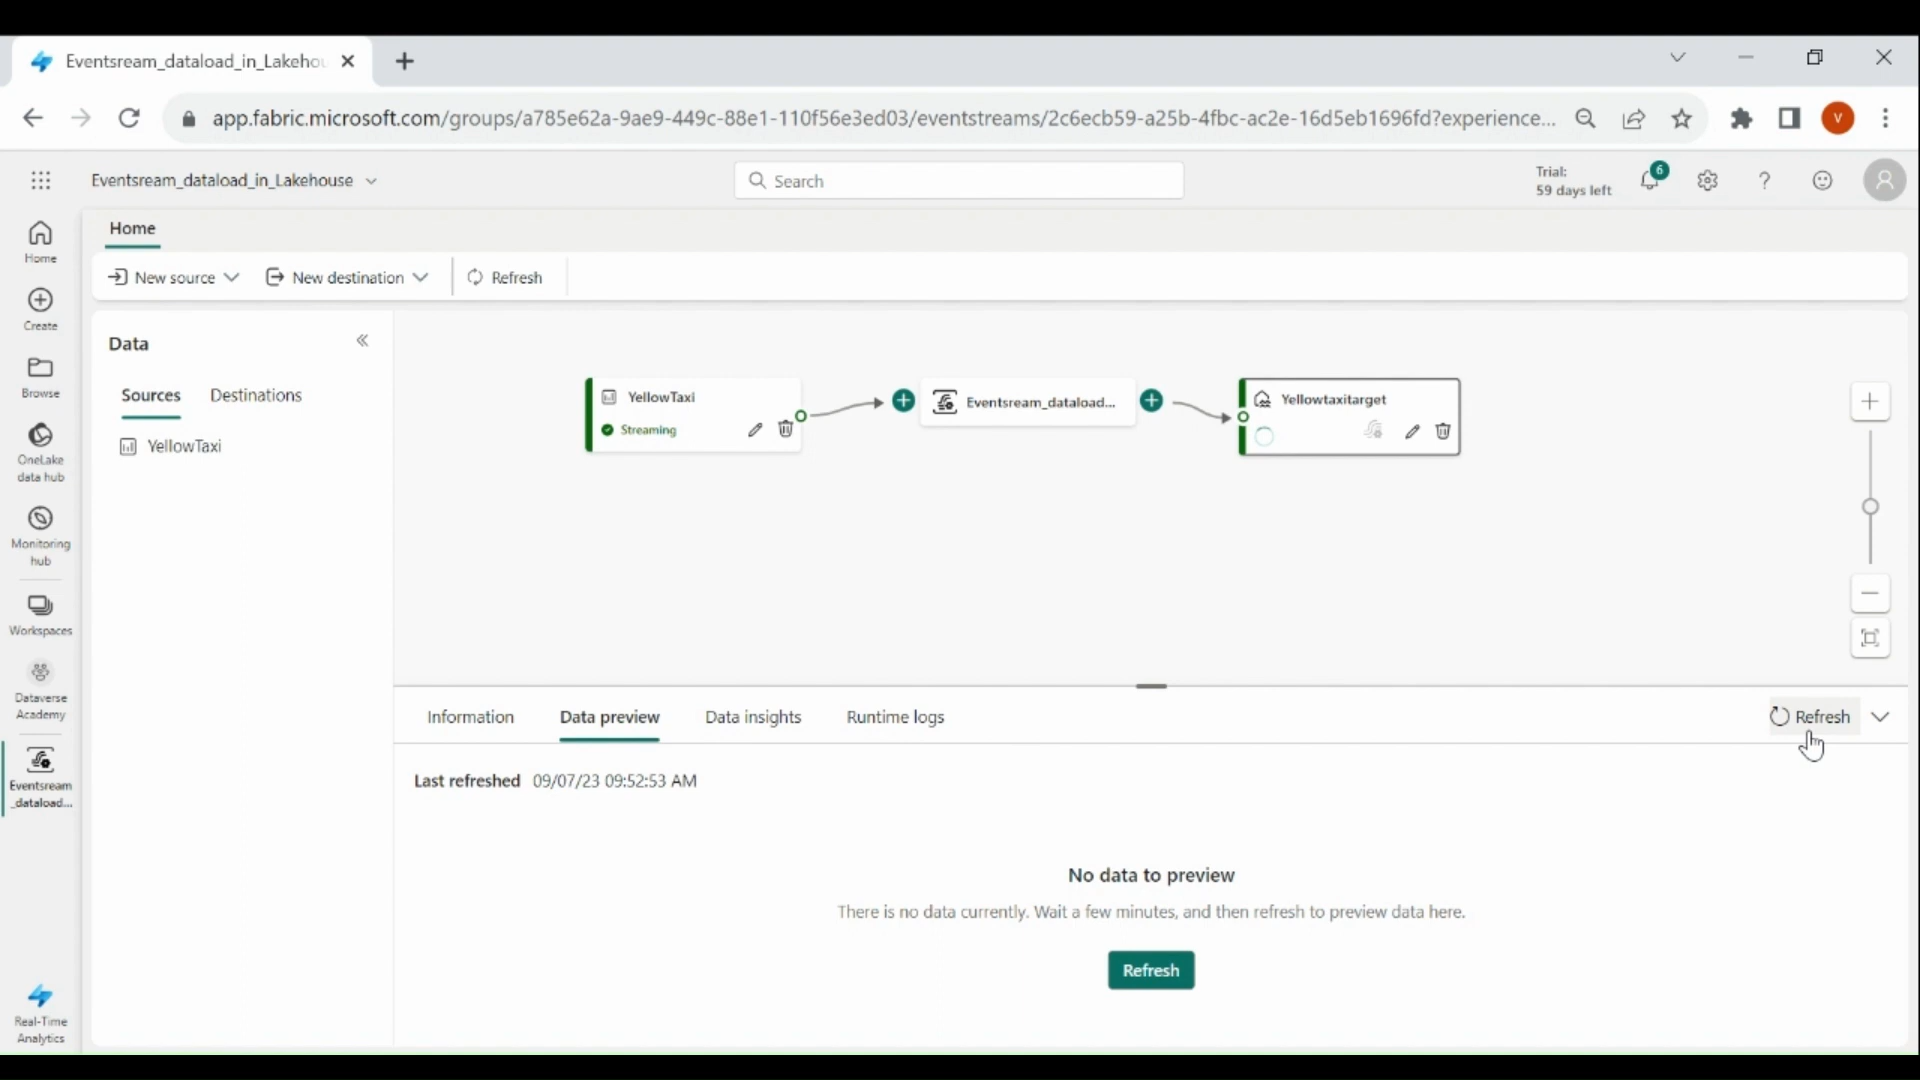 Eventsream_dataload_in_Lakehou
app.fabric.microsoft.com/groups/a785e62a-9ae9-449c-88e1-110f56e3ed03/eventstreams/2c6ecb59-a25b-4fbc-ac2e-16d5eb1696fd?experience...
V
Eventsream_dataload_in_Lakehouse
Search
Trial:
59 days left
6
Home
Create
Browse
OneLake
data hub
Monitoring
hub
Workspaces
Dataverse
Academy
Eventsream
_dataload...
Real-Time
Analytics
Home
New source
New destination
Refresh
Data
Sources
Destinations
YellowTaxi
YellowTaxi
Streaming
Eventsream_dataload...
Yellowtaxitarget
Information
Data preview
Data insights
Runtime logs
Refresh
Last refreshed 09/07/23 09:52:53 AM
No data to preview
There is no data currently. Wait a few minutes, and then refresh to preview data here.
Refresh